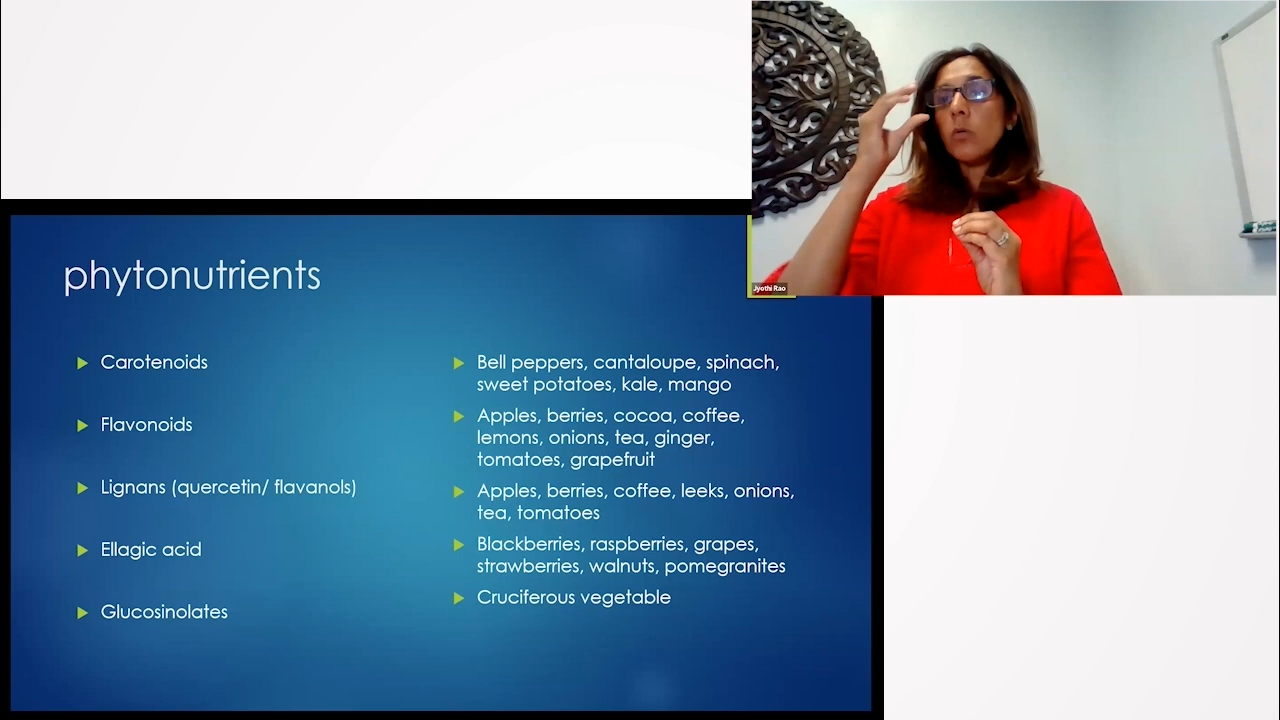 Jyothi Rao
phytonutrients
Carotenoids
Flavonoids
Lignans (quercetin/ flavanols)
Ellagic acid
Glucosinolates
Bell peppers, cantaloupe, spinach,
sweet potatoes, kale, mango
Apples, berries, cocoa, coffee,
lemons, onions, tea, ginger,
tomatoes, grapefruit
Apples, berries, coffee, leeks, onions,
tea, tomatoes
Blackberries, raspberries, grapes,
strawberries, walnuts, pomegranites
Cruciferous vegetable